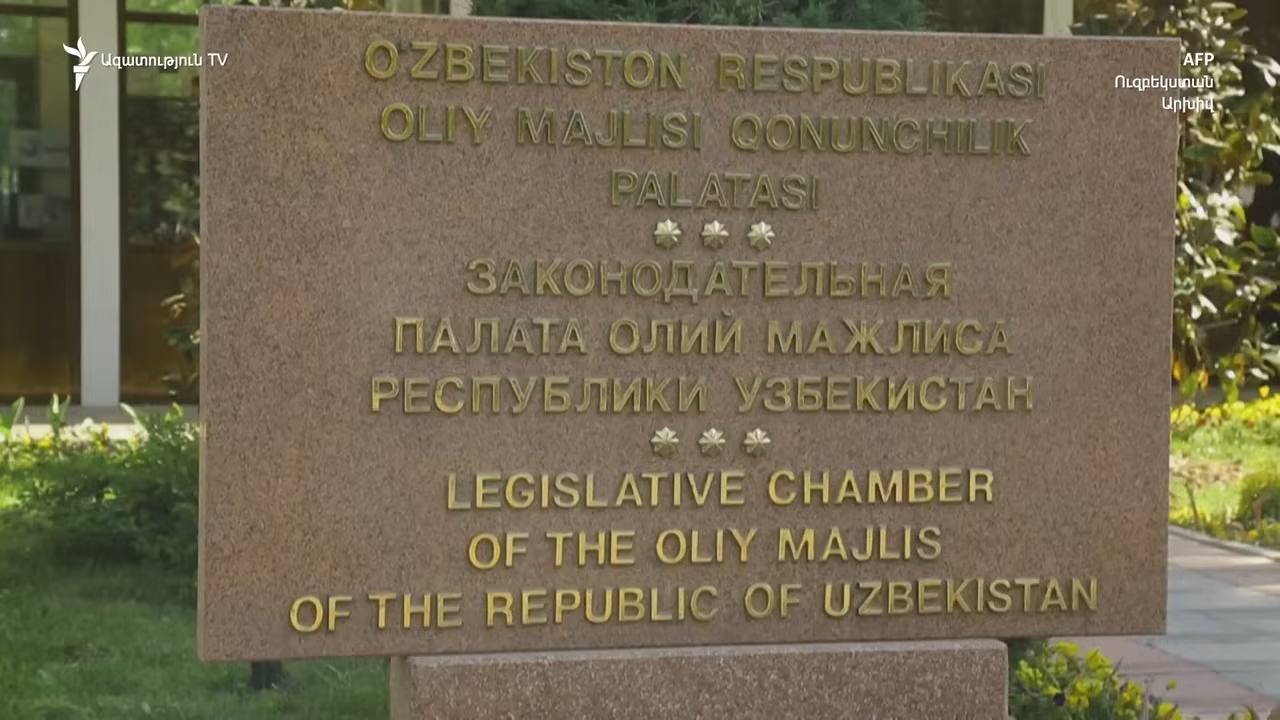 Ազատություն TV
AFP
Ուզբեկստան
Արխիվ
O'ZBEKISTON RESPUBLIKASI
OLIY MAJLISI QONUNCHILIK
PALATASI
ЗАКОНОДАТЕЛЬНАЯ
ПАЛАТА ОЛИЙ МАЖЛИСА
РЕСПУБЛИКИ УЗБЕКИСТАН
LEGISLATIVE CHAMBER
OF THE OLIY MAJLIS
OF THE REPUBLIC OF UZBEKISTAN